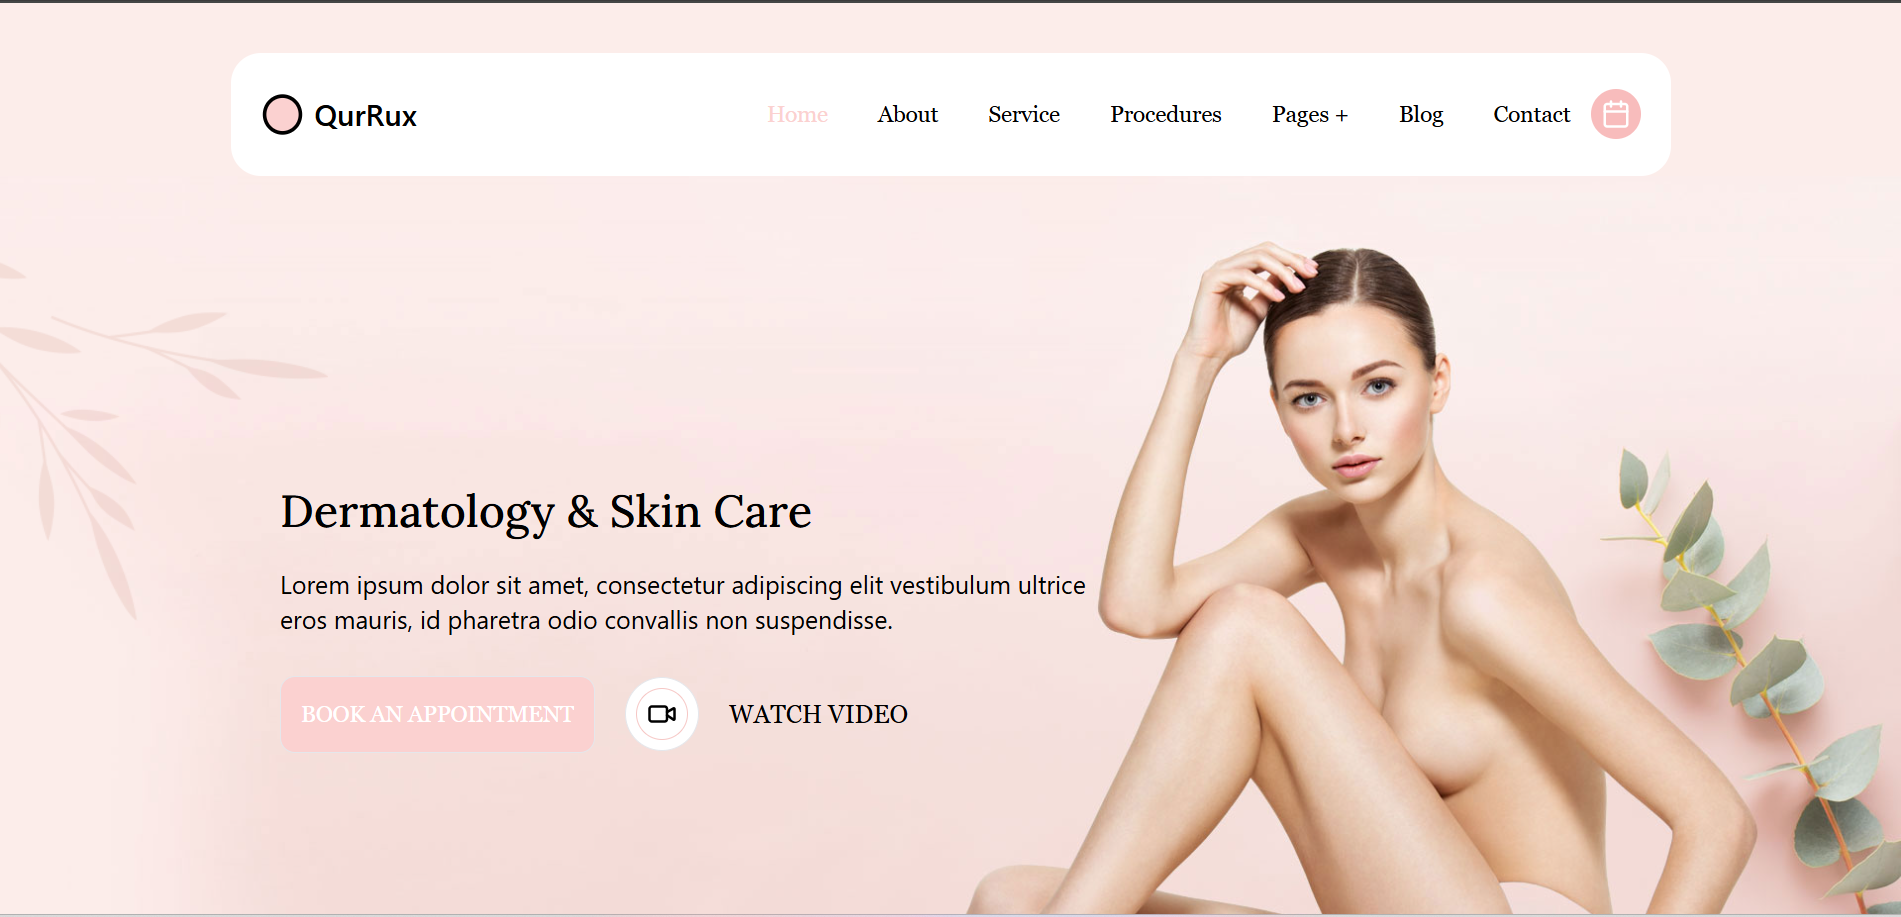 QurRux
Home About Service Procedures Pages + Blog Contact
Dermatology & Skin Care
Lorem ipsum dolor sit amet, consectetur adipiscing elit vestibulum ultrice
eros mauris, id pharetra odio convallis non suspendisse.
BOOK AN APPOINTMENT
WATCH VIDEO